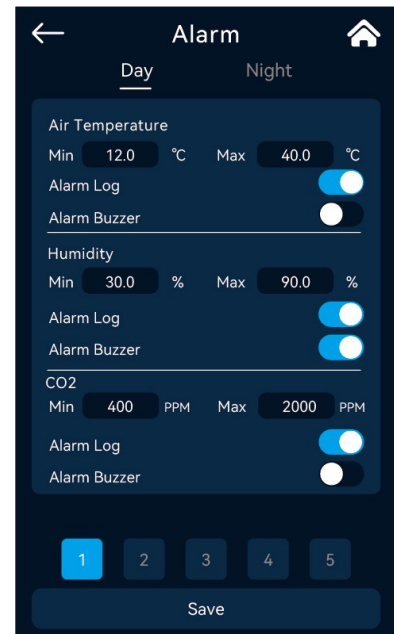 Alarm
Day Night
Air Temperature
Min 12.0 °C Max 40.0 °C
Alarm Log
Alarm Buzzer
Humidity
Min 30.0 % Max 90.0 %
Alarm Log
Alarm Buzzer
CO2
Min 400 PPM Max 2000 PPM
Alarm Log
Alarm Buzzer
1 2 3 4 5
Save